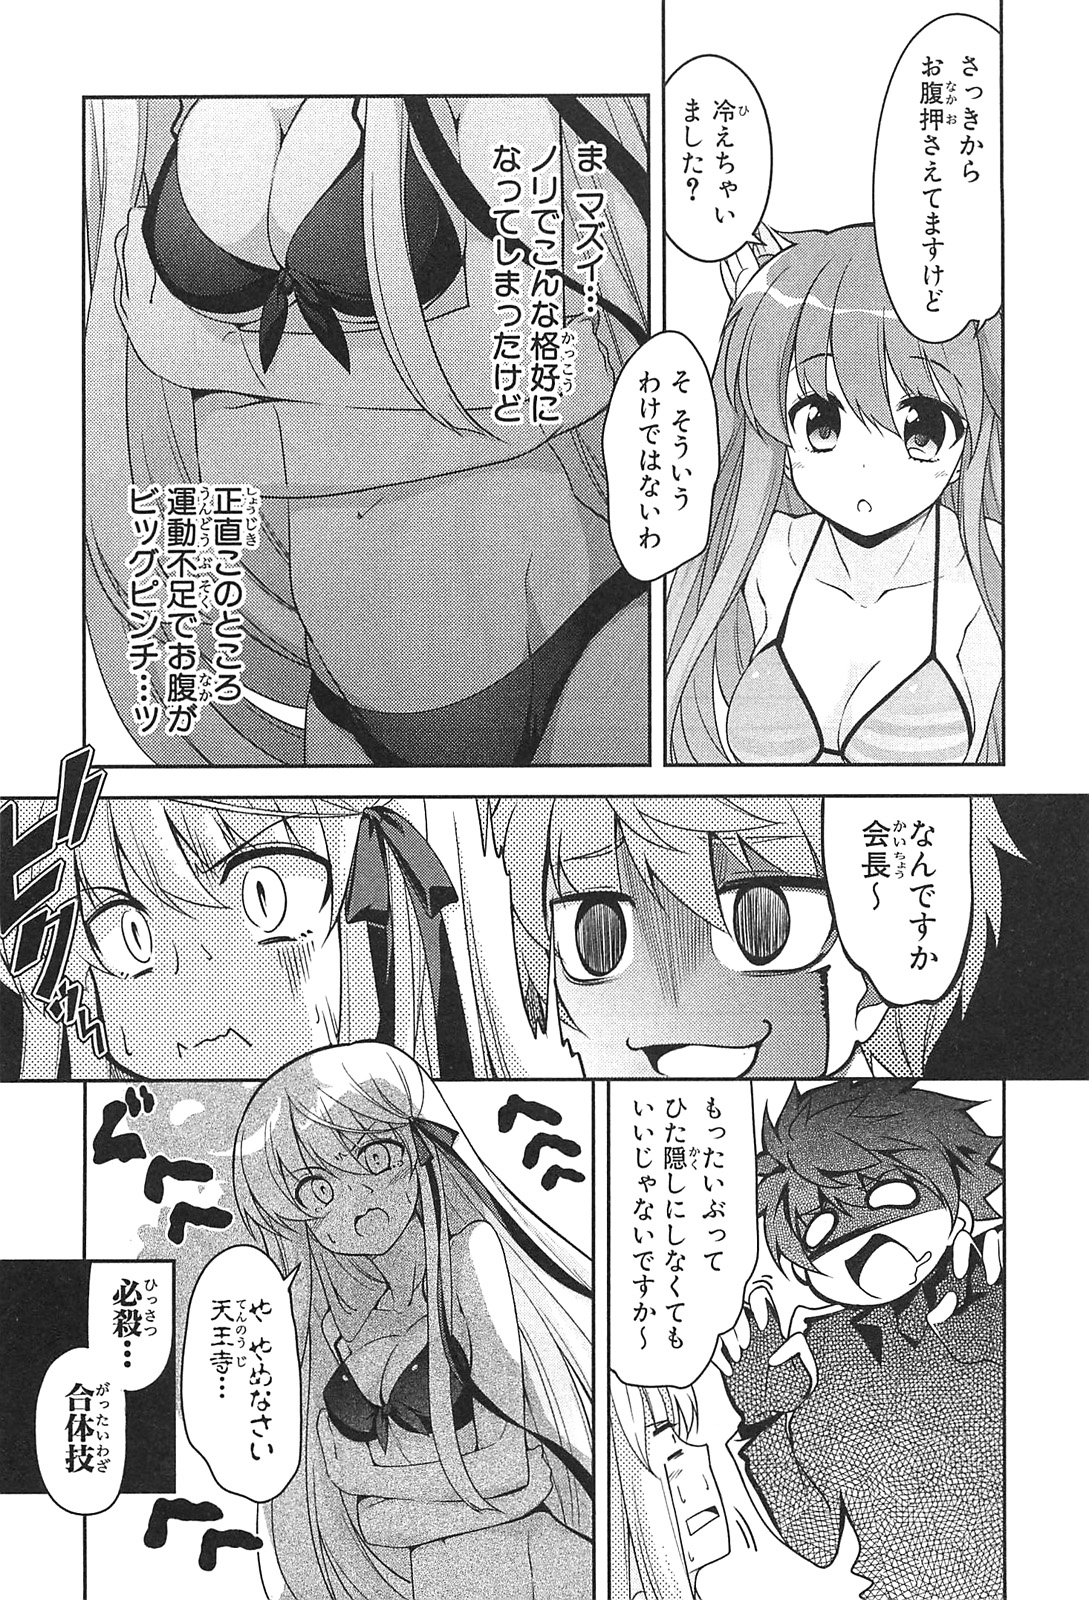 さっきから
お腹押さえてますけど
冷えちゃい
ました?
そ そういう
わけではないわ
ま マズイ…
ノリでこんな格好に
なってしまったけど
正直このところ
運動不足でお腹が
ビッグピンチ…ッ
なんですか
会長~
もったいぶって
ひた隠しにしなくても
いいじゃないですか~
や やめなさい
天王寺…
必殺…
合体技